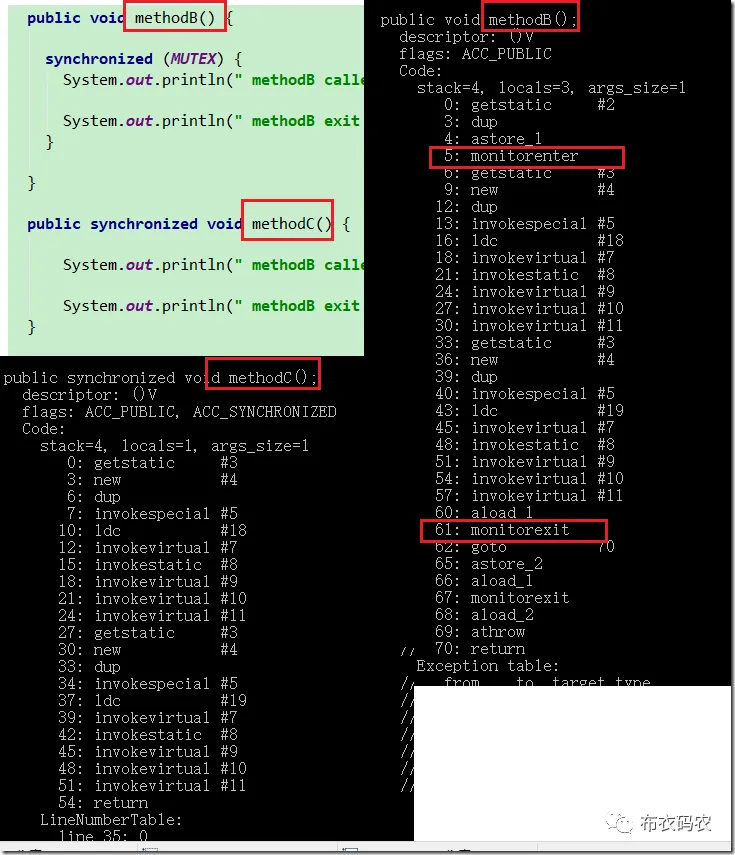 public void methodB() {
synchronized (MUTEX) {
System.out.println(" methodB calle
System.out.println(" methodB exit
}
}
public synchronized void methodC() {
System.out.println(" methodB calle
System.out.println(" methodB exit
}
public synchronized void methodC();
descriptor: ()V
flags: ACC_PUBLIC, ACC_SYNCHRONIZED
Code:
stack=4, locals=1, args_size=1
0: getstatic #3
3: new #4
6: dup
7: invokespecial #5
10: ldc #18
12: invokevirtual #7
15: invokestatic #8
18: invokevirtual #9
21: invokevirtual #10
24: invokevirtual #11
27: getstatic #3
30: new #4
33: dup
34: invokespecial #5
37: ldc #19
39: invokevirtual #7
42: invokestatic #8
45: invokevirtual #9
48: invokevirtual #10
51: invokevirtual #11
54: return
LineNumberTable:
line 35: 0
public void methodB();
descriptor: ()V
flags: ACC_PUBLIC
Code:
stack=4, locals=3, args_size=1
0: getstatic #2
3: dup
4: astore_1
5: monitorenter
6: getstatic #3
9: new #4
12: dup
13: invokespecial #5
16: ldc #18
18: invokevirtual #7
21: invokestatic #8
24: invokevirtual #9
27: invokevirtual #10
30: invokevirtual #11
33: getstatic #3
36: new #4
39: dup
40: invokespecial #5
43: ldc #19
45: invokevirtual #7
48: invokestatic #8
51: invokevirtual #9
54: invokevirtual #10
57: invokevirtual #11
60: aload_1
61: monitorexit
62: goto 70
65: astore_2
66: aload_1
67: monitorexit
68: aload_2
69: athrow
// 70: return
Exception table:
// from to target type
//
//
//
//
//
布衣码农